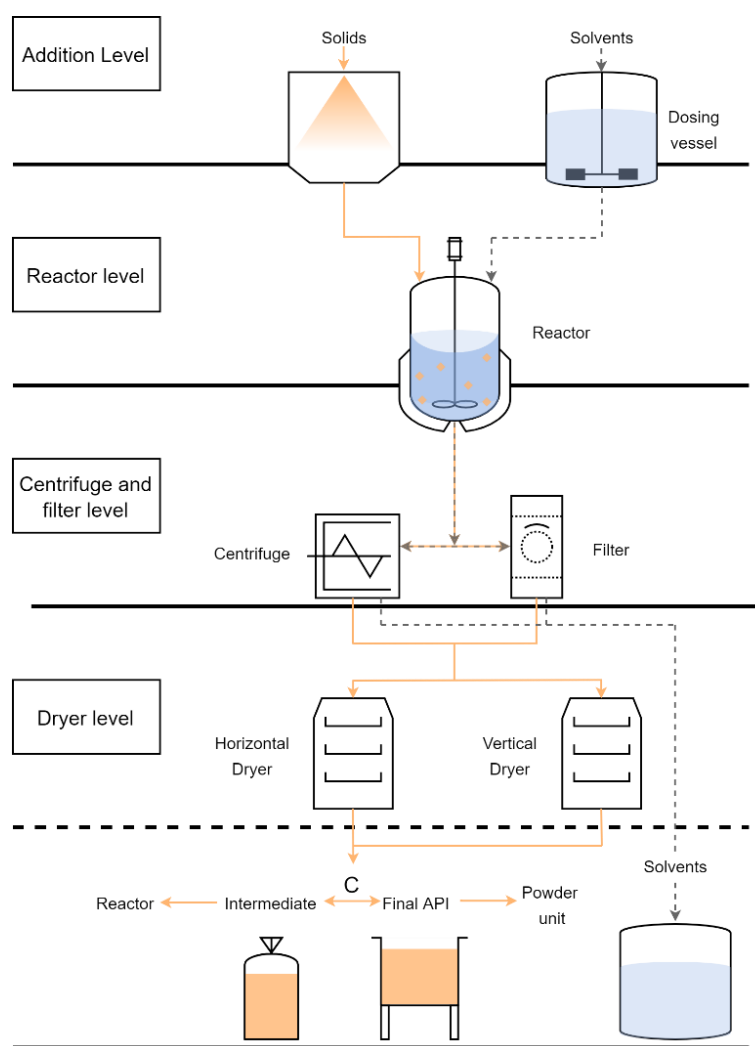 Solids
Solvents
Addition Level
Dosing
vessel
Reactor level
Reactor
Centrifuge and
filter level
Centrifuge
Filter
Dryer level
Horizontal
Dryer
Vertical
Dryer
Solvents
C
Reactor
Intermediate
Final API
Powder
unit